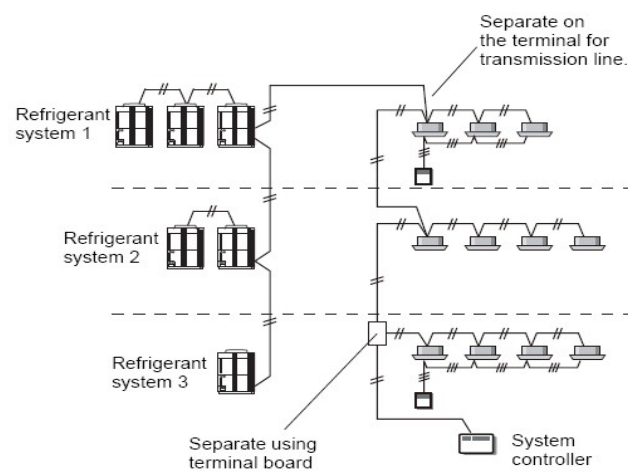 Separate on
the terminal for
transmission line.
Refrigerant
system 1
Refrigerant
system 2
Refrigerant
system 3
Separate using
terminal board
System
controller